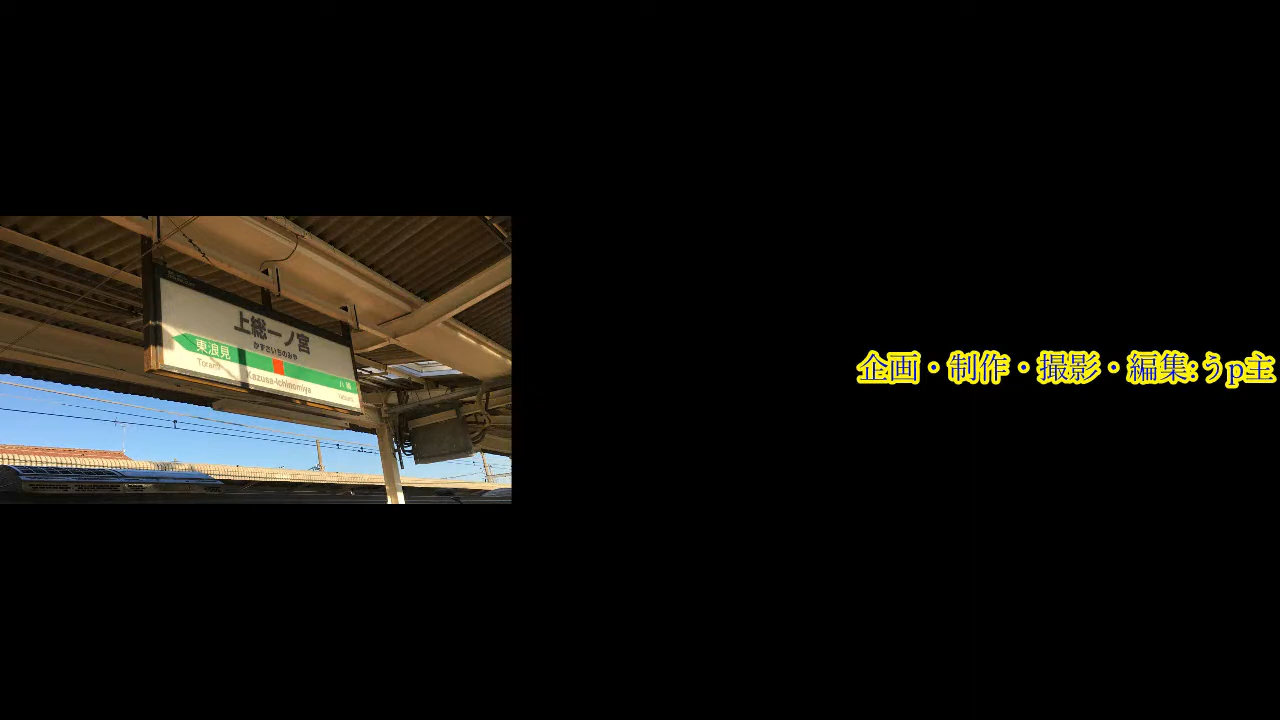 上総一ノ宮
かずさいちのみや
東浪見
Torami
Kazusa-Ichinomiya
八積
Yatsumi
企画・制作・撮影・編集:うp主